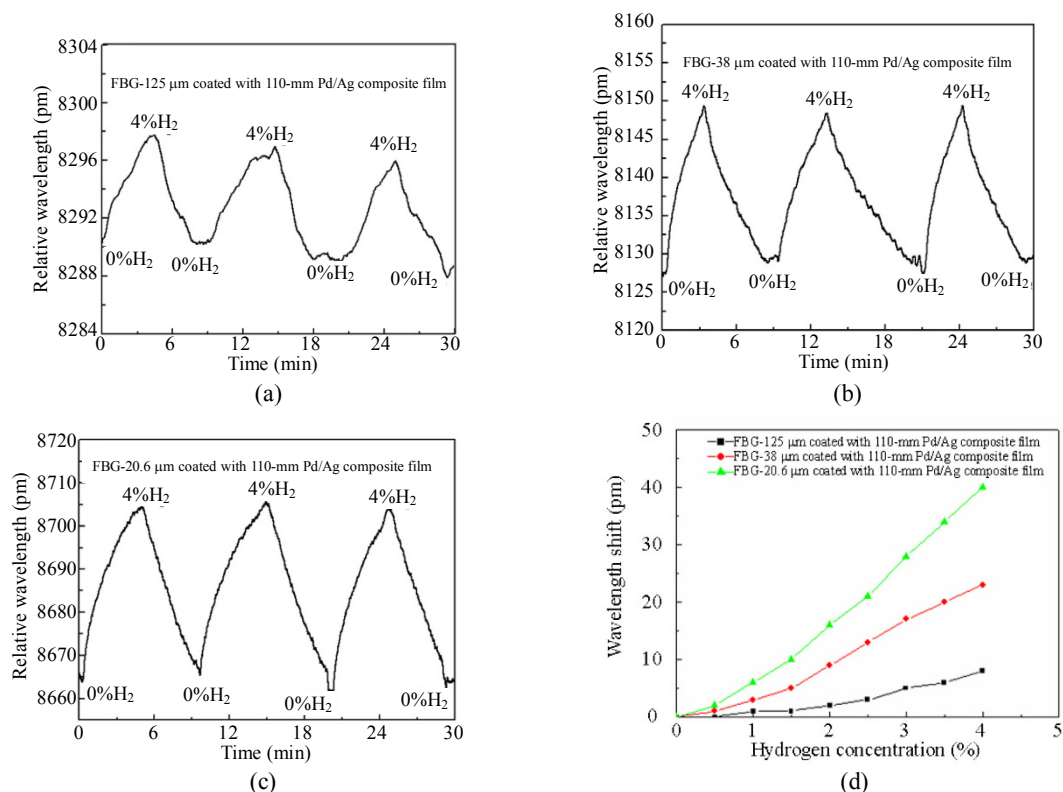 8304
8300
8296
8292
8288
8284
Relative wavelength (pm)
FBG-125 μm coated with 110-mm Pd/Ag composite film
4%H2
4%H2
4%H2
0%H2
0%H2
0%H2
0%H2
0 6 12 18 24 30
Time (min)
(a)
8160
8155
8150
8145
8140
8135
8130
8125
8120
Relative wavelength (pm)
FBG-38 μm coated with 110-mm Pd/Ag composite film
4%H2
4%H2
4%H2
0%H2
0%H2
0%H2
0%H2
0 6 12 18 24 30
Time (min)
(b)
8720
8710
8700
8690
8680
8670
8660
Relative wavelength (pm)
FBG-20.6 μm coated with 110-mm Pd/Ag composite film
4%H2
4%H2
4%H2
0%H2
0%H2
0%H2
0%H2
0 6 12 18 24 30
Time (min)
(c)
50
40
30
20
10
0
Wavelength shift (pm)
FBG-125 μm coated with 110-mm Pd/Ag composite film
FBG-38 μm coated with 110-mm Pd/Ag composite film
FBG-20.6 μm coated with 110-mm Pd/Ag composite film
0 1 2 3 4 5
Hydrogen concentration (%)
(d)